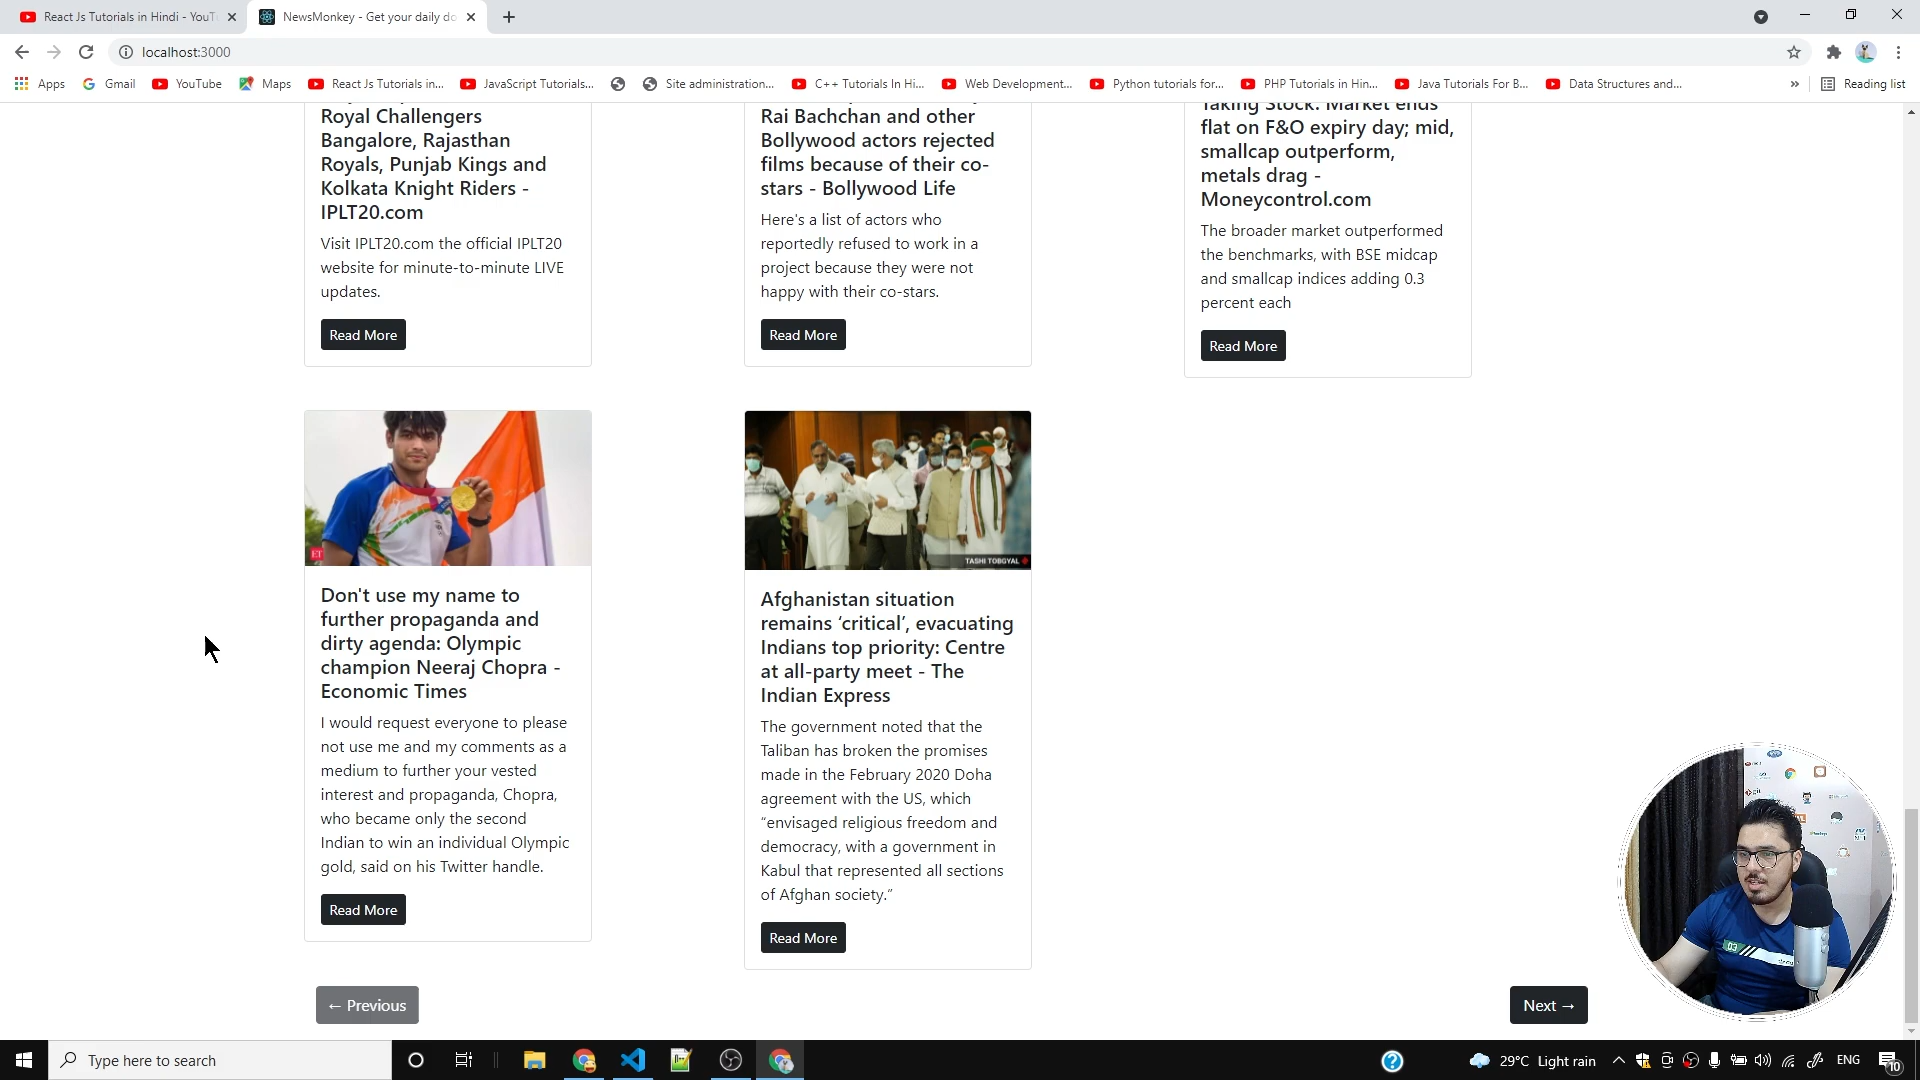 React Js Tutorials in Hindi - YouT
NewsMonkey - Get your daily do
localhost:3000
Apps
Gmail
YouTube
Maps
React Js Tutorials in...
JavaScript Tutorials...
Site administration...
C++ Tutorials In Hi...
Web Development...
Python tutorials for...
PHP Tutorials in Hin...
Java Tutorials For B...
Data Structures and...
»
Reading list
Royal Challengers
Bangalore, Rajasthan
Royals, Punjab Kings and
Kolkata Knight Riders -
IPLT20.com
Visit IPLT20.com the official IPLT20
website for minute-to-minute LIVE
updates.
Read More
Rai Bachchan and other
Bollywood actors rejected
films because of their co-
stars - Bollywood Life
Here's a list of actors who
reportedly refused to work in a
project because they were not
happy with their co-stars.
Read More
Taking Stock: Market ends
flat on F&O expiry day; mid,
smallcap outperform,
metals drag -
Moneycontrol.com
The broader market outperformed
the benchmarks, with BSE midcap
and smallcap indices adding 0.3
percent each
Read More
ET
Don't use my name to
further propaganda and
dirty agenda: Olympic
champion Neeraj Chopra -
Economic Times
I would request everyone to please
not use me and my comments as a
medium to further your vested
interest and propaganda, Chopra,
who became only the second
Indian to win an individual Olympic
gold, said on his Twitter handle.
Read More
TASHI TOBGYAL
Afghanistan situation
remains ‘critical’, evacuating
Indians top priority: Centre
at all-party meet - The
Indian Express
The government noted that the
Taliban has broken the promises
made in the February 2020 Doha
agreement with the US, which
“envisaged religious freedom and
democracy, with a government in
Kabul that represented all sections
of Afghan society.”
Read More
← Previous
Next →
Type here to search
29°C Light rain
ENG
10